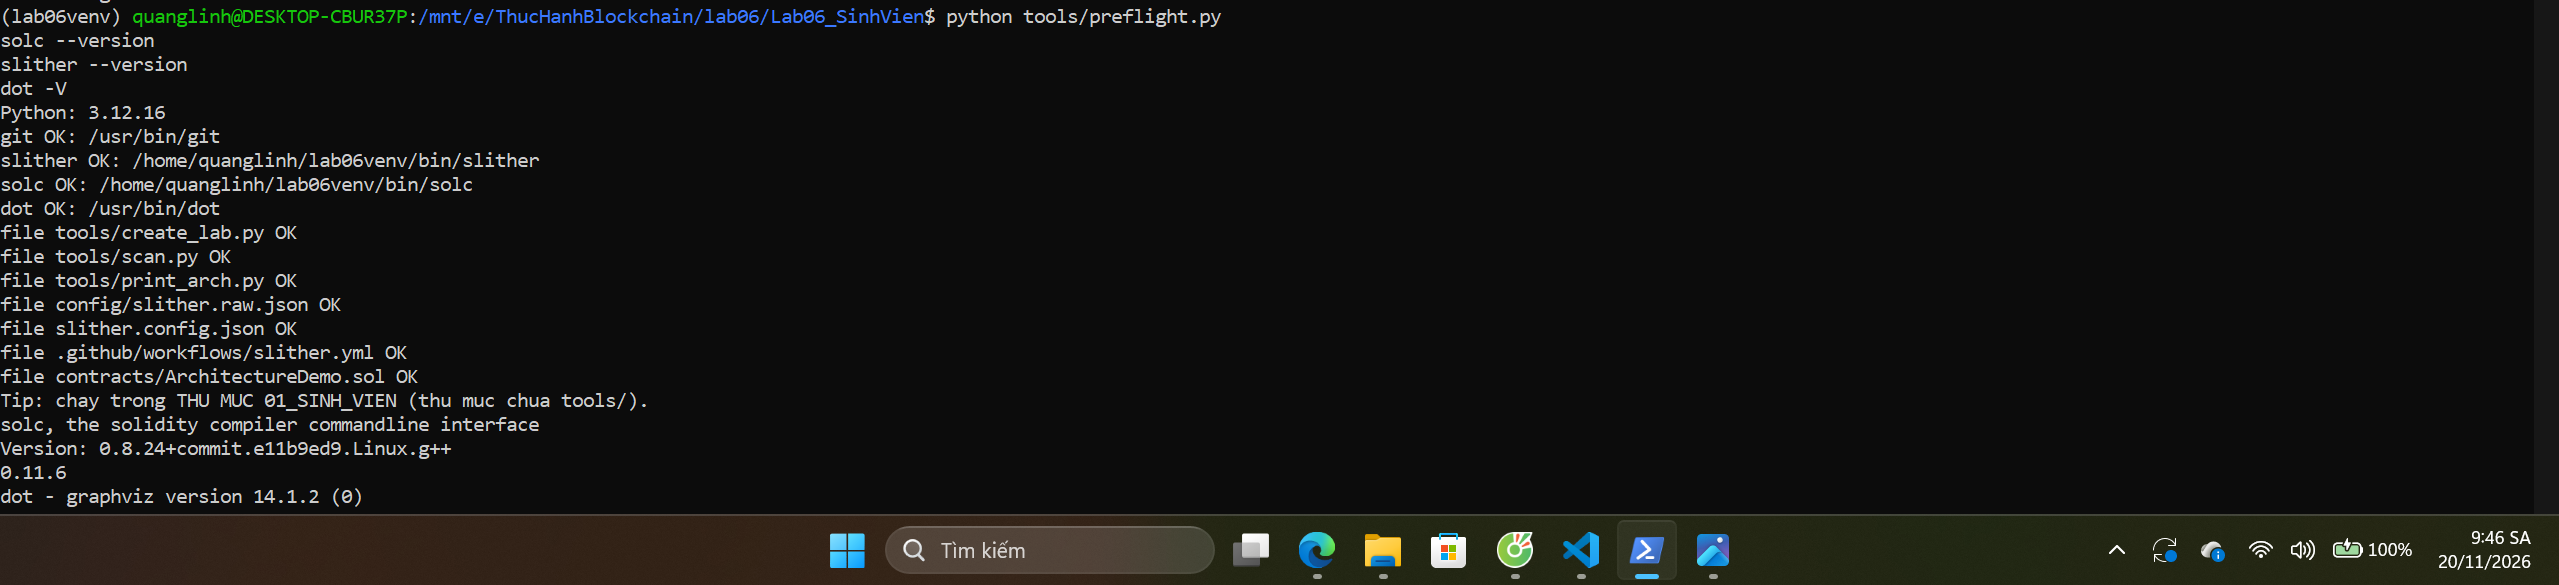 (lab06venv) quanglinh@DESKTOP-CBUR37P:/mnt/e/ThucHanhBlockchain/lab06/Lab06_SinhVien$ python tools/preflight.py
solc --version
slither --version
dot -V
Python: 3.12.16
git OK: /usr/bin/git
slither OK: /home/quanglinh/lab06venv/bin/slither
solc OK: /home/quanglinh/lab06venv/bin/solc
dot OK: /usr/bin/dot
file tools/create_lab.py OK
file tools/scan.py OK
file tools/print_arch.py OK
file config/slither.raw.json OK
file slither.config.json OK
file .github/workflows/slither.yml OK
file contracts/ArchitectureDemo.sol OK
Tip: chay trong THU MUC 01_SINH_VIEN (thu muc chua tools/).
solc, the solidity compiler commandline interface
Version: 0.8.24+commit.e11b9ed9.Linux.g++
0.11.6
dot - graphviz version 14.1.2 (0)
Tìm kiếm
100%
9:46 SA
20/11/2026